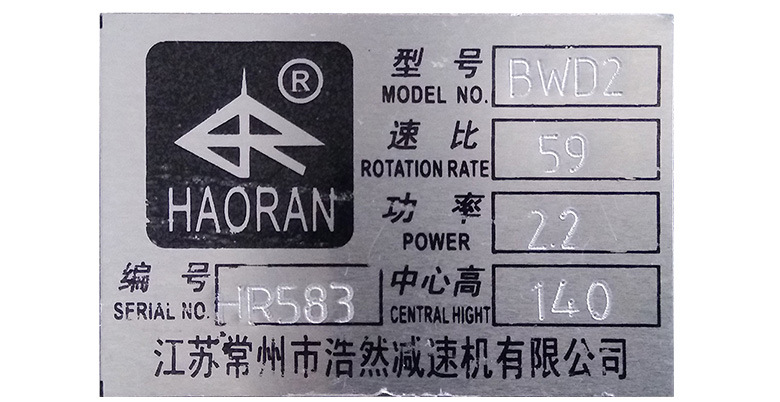 ®
HAORAN
型号 BWD2
MODEL NO.
速比 59
ROTATION RATE
功率 2.2
POWER
编号 HR583
SERIAL NO.
中心高 140
CENTRAL HIGHT
江苏常州市浩然减速机有限公司